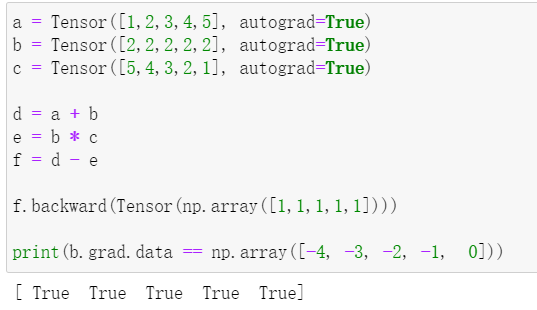 a = Tensor([1,2,3,4,5], autograd=True)
b = Tensor([2,2,2,2,2], autograd=True)
c = Tensor([5,4,3,2,1], autograd=True)
d = a + b
e = b * c
f = d - e
f.backward(Tensor(np.array([1,1,1,1,1])))
print(b.grad.data == np.array([-4, -3, -2, -1,  0]))
[ True  True  True  True  True]